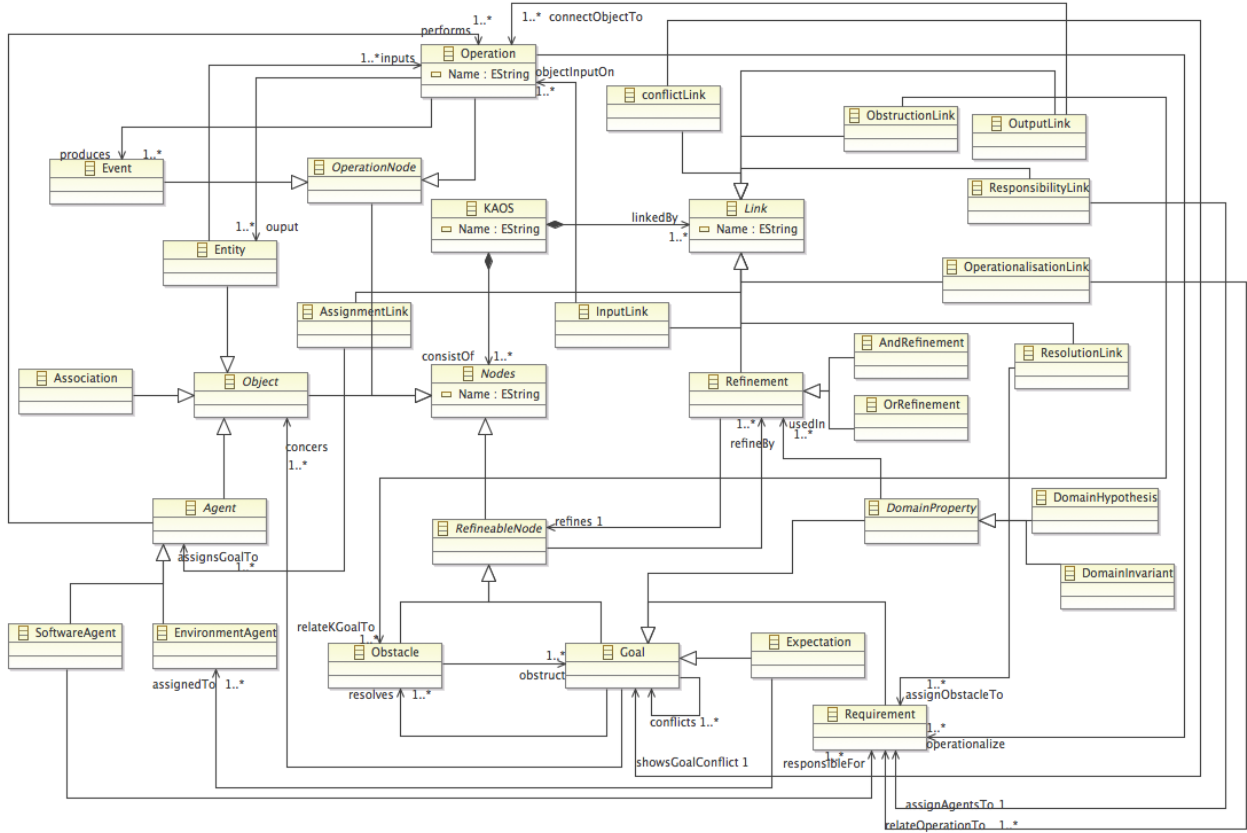 1..*
1..* connectObjectTo
performs
Operation
Name : EString
1..* inputs
objectInputOn
1..*
conflictLink
ObstructionLink
OutputLink
produces 1..*
Event
OperationNode
ResponsibilityLink
KAOS
Name : EString
linkedBy
1..*
Link
Name : EString
1..* ouput
Entity
OperationalisationLink
AssignmentLink
InputLink
AndRefinement
ResolutionLink
consistOf 1..*
Association
Object
Nodes
Name : EString
Refinement
OrRefinement
1..*
usedIn
1..*
refineBy
concers
1..*
Agent
RefineableNode
refines 1
DomainProperty
DomainHypothesis
assignsGoalTo
1..*
DomainInvariant
SoftwareAgent
EnvironmentAgent
relateKGoalTo
1..*
Obstacle
1..*
obstruct
Goal
Expectation
assignedTo 1..*
resolves 1..*
conflicts 1..*
1..*
assignObstacleTo
Requirement
1..*
operationalize
showsGoalConflict 1
1..*
responsibleFor
assignAgentsTo 1
relateOperationTo 1..*